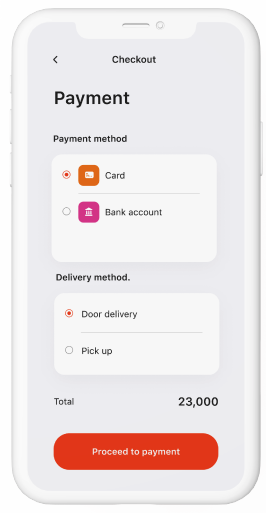 Checkout
Payment
Payment method
Card
Bank account
Delivery method.
Door delivery
Pick up
Total 23,000
Proceed to payment